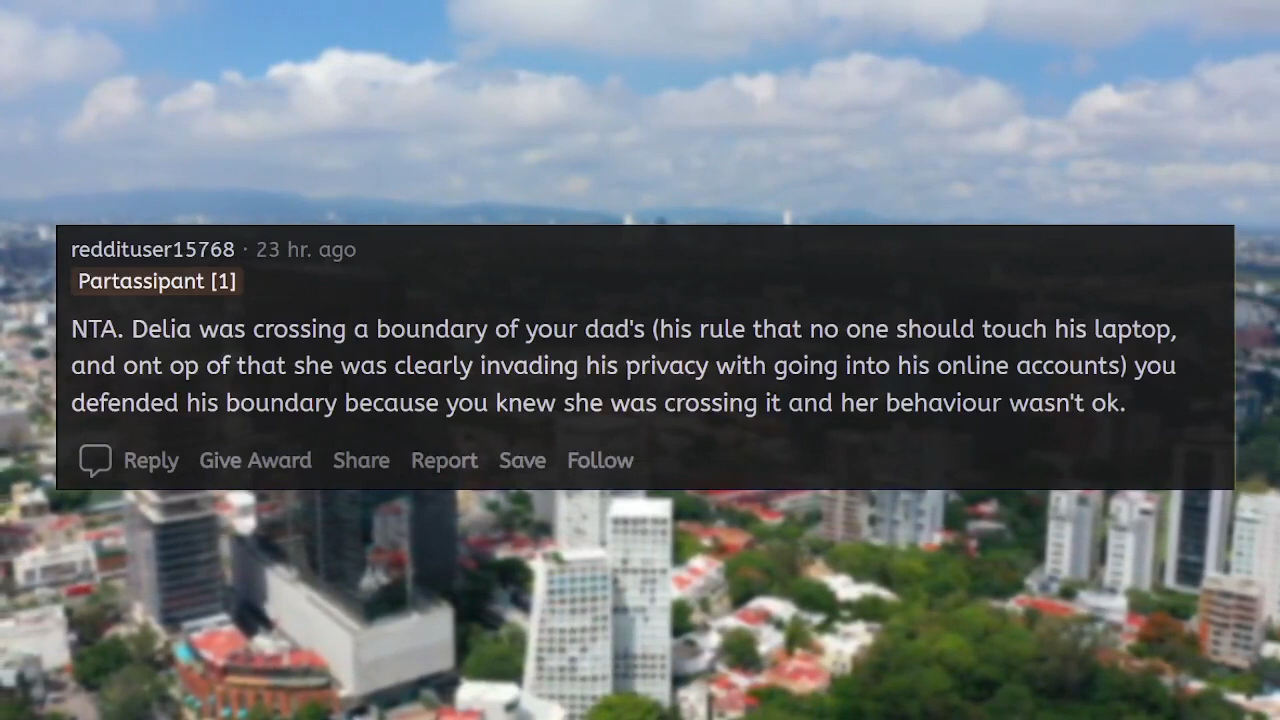 reddituser15768 · 23 hr. ago
Partassipant [1]
NTA. Delia was crossing a boundary of your dad's (his rule that no one should touch his laptop,
and ont op of that she was clearly invading his privacy with going into his online accounts) you
defended his boundary because you knew she was crossing it and her behaviour wasn't ok.
Reply Give Award Share Report Save Follow